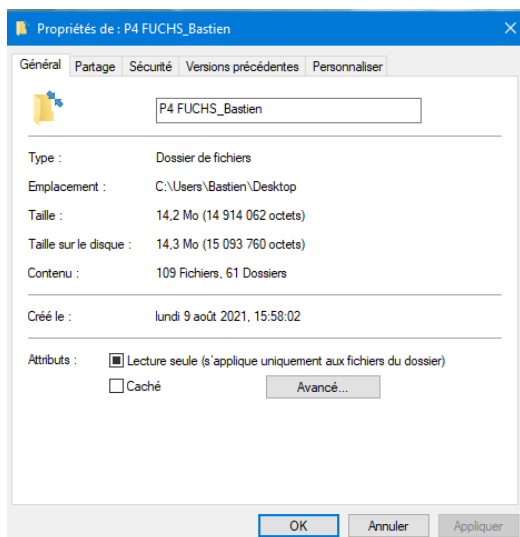 Propriétés de : P4 FUCHS_Bastien
Général Partage Sécurité Versions précédentes Personnaliser
P4 FUCHS_Bastien
Type : Dossier de fichiers
Emplacement : C:\Users\Bastien\Desktop
Taille : 14,2 Mo (14 914 062 octets)
Taille sur le disque : 14,3 Mo (15 093 760 octets)
Contenu : 109 Fichiers, 61 Dossiers
Créé le : lundi 9 août 2021, 15:58:02
Attributs : Lecture seule (s'applique uniquement aux fichiers du dossier)
Caché Avancé...
OK Annuler Appliquer